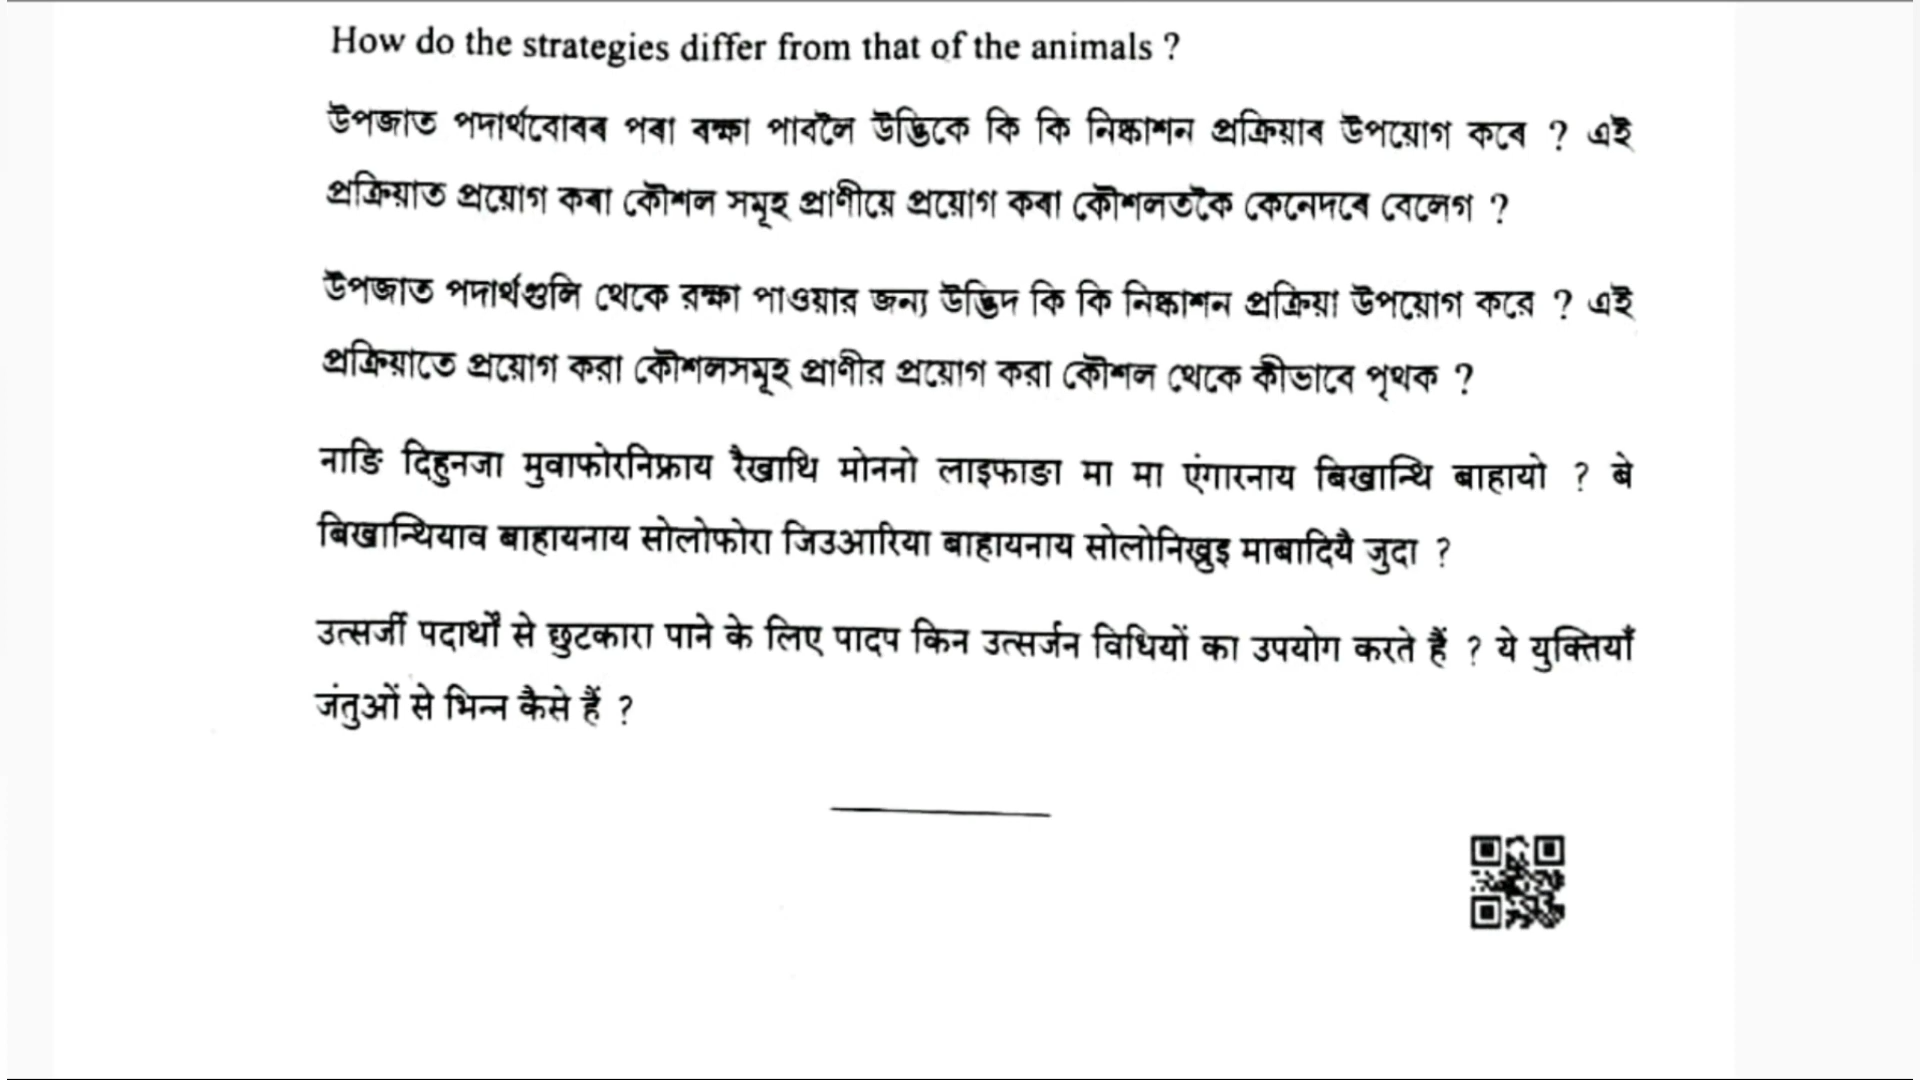 How do the strategies differ from that of the animals ?
উপজাত পদাৰ্থবোৰৰ পৰা ৰক্ষা পাবলৈ উদ্ভিদে কি কি নিষ্কাশন প্ৰক্ৰিয়াৰ উপয়োগ কৰে ? এই
প্ৰক্ৰিয়াত প্ৰয়োগ কৰা কৌশল সমূহ প্ৰাণীয়ে প্ৰয়োগ কৰা কৌশলতকৈ কেনেদৰে বেলেগ ?
উপজাত পদার্থগুলি থেকে রক্ষা পাওয়ার জন্য উদ্ভিদ কি কি নিষ্কাশন প্রক্রিয়া উপয়োগ করে ? এই
প্রক্রিয়াতে প্রয়োগ করা কৌশলসমূহ প্রাণীর প্রয়োগ করা কৌশল থেকে কীভাবে পৃথক ?
नाङि दिहुनजा मुवाफोरनिफ्राय रैखाथि मोननो लाइफाङा मा मा एंगारनाय बिखान्थि बाहायो ? बे
बिखान्थियाव बाहायनाय सोलोफोरा जिउआरिया बाहायनाय सोलोनिख्रुइ माबादियै जुदा ?
उत्सर्जी पदार्थों से छुटकारा पाने के लिए पादप किन उत्सर्जन विधियों का उपयोग करते हैं ? ये युक्तियाँ
जंतुओं से भिन्न कैसे हैं ?